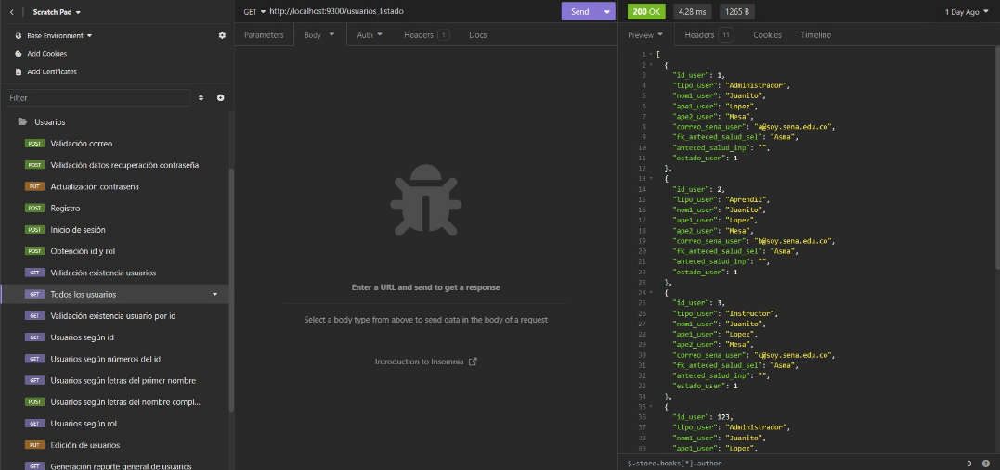 Scratch Pad
Base Environment
Add Cookies
Add Certificates
Filter
Usuarios
POST Validación correo
POST Validación datos recuperación contraseña
PUT Actualización contraseña
POST Registro
POST Inicio de sesión
POST Obtención id y rol
GET Validación existencia usuarios
GET Todos los usuarios
GET Validación existencia usuario por id
GET Usuarios según id
GET Usuarios según números del id
GET Usuarios según letras del primer nombre
POST Usuarios según letras del nombre compl...
GET Usuarios según rol
PUT Edición de usuarios
GET Generación reporte general de usuarios
GET http://localhost:9300/usuarios_listado Send
Parameters Body Auth Headers 1 Docs
Enter a URL and send to get a response
Select a body type from above to send data in the body of a request
Introduction to Insomnia
200 OK 4.28 ms 1265 B 1 Day Ago
Preview Headers 11 Cookies Timeline
1 [
2 {
3 "id_user": 1,
4 "tipo_user": "Administrador",
5 "nom1_user": "Juanito",
6 "ape1_user": "Lopez",
7 "ape2_user": "Mesa",
8 "correo_sena_user": "a@soy.sena.edu.co",
9 "fk_anteced_salud_sel": "Asma",
10 "anteced_salud_inp": "",
11 "estado_user": 1
12 },
13 {
14 "id_user": 2,
15 "tipo_user": "Aprendiz",
16 "nom1_user": "Juanito",
17 "ape1_user": "Lopez",
18 "ape2_user": "Mesa",
19 "correo_sena_user": "b@soy.sena.edu.co",
20 "fk_anteced_salud_sel": "Asma",
21 "anteced_salud_inp": "",
22 "estado_user": 1
23 },
24 {
25 "id_user": 3,
26 "tipo_user": "Instructor",
27 "nom1_user": "Juanito",
28 "ape1_user": "Lopez",
29 "ape2_user": "Mesa",
30 "correo_sena_user": "c@soy.sena.edu.co",
31 "fk_anteced_salud_sel": "Asma",
32 "anteced_salud_inp": "",
33 "estado_user": 1
34 },
35 {
36 "id_user": 123,
37 "tipo_user": "Administrador",
38 "nom1_user": "Juanito",
39 "ape1_user": "Lopez",
$.store.books[*].author 0